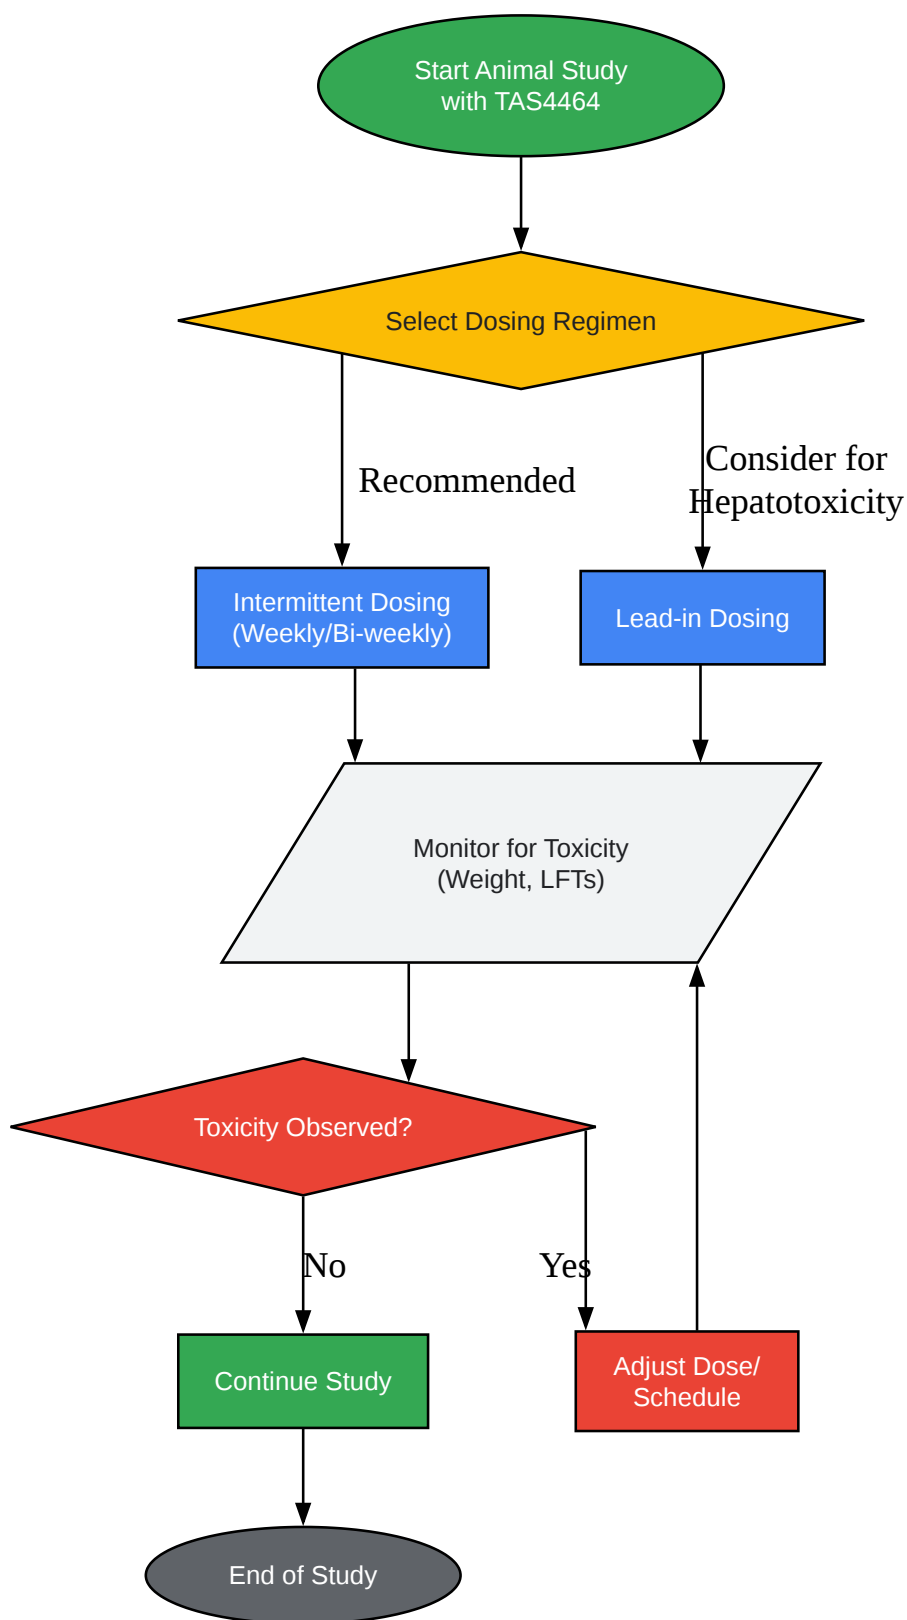 Start Animal Study
with TAS4464
Select Dosing Regimen
Recommended
Consider for
Hepatotoxicity
Intermittent Dosing
(Weekly/Bi-weekly)
Lead-in Dosing
Monitor for Toxicity
(Weight, LFTs)
Toxicity Observed?
No
Yes
Continue Study
Adjust Dose/
Schedule
End of Study